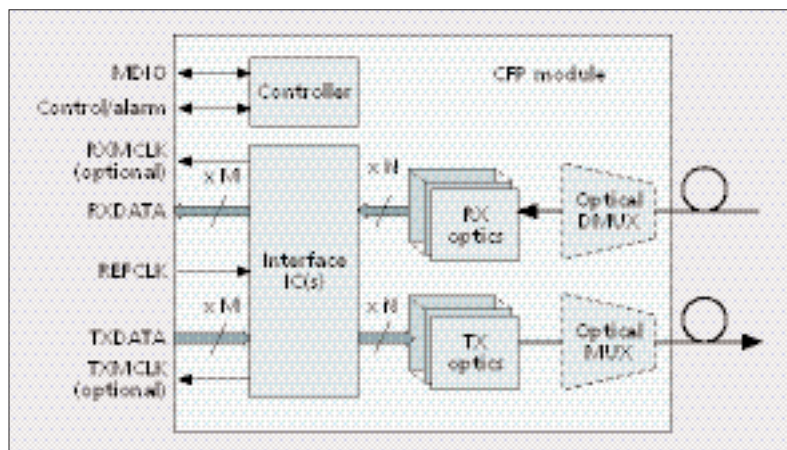 MDIO
Control/alarm
Controller
CFP module
RXMCLK
(optional)
x M
x N
RXDATA
RX
optics
Optical
DMUX
REFCLK
Interface
IC(s)
x M
x N
TXDATA
TX
optics
Optical
MUX
TXMCLK
(optional)